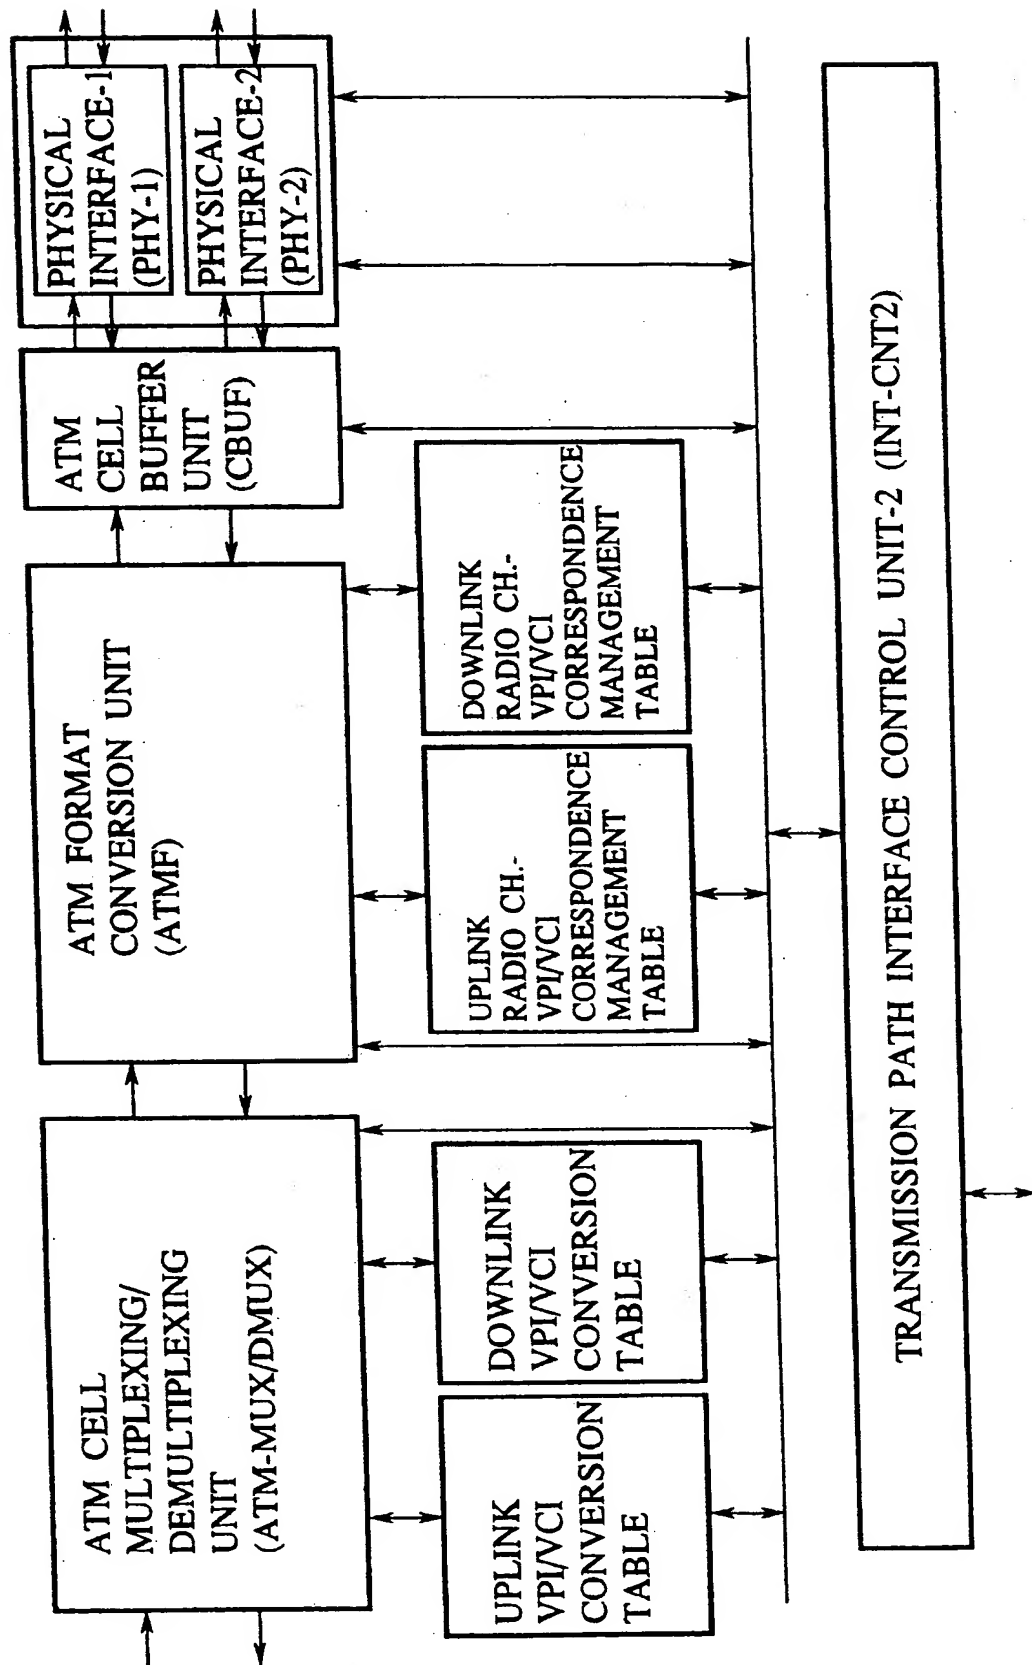 ATM CELL
MULTIPLEXING/
DEMULTIPLEXING
UNIT
(ATM-MUX/DMUX)
ATM FORMAT
CONVERSION UNIT
(ATMF)
ATM
CELL
BUFFER
UNIT
(CBUF)
PHYSICAL
INTERFACE-1
(PHY-1)
PHYSICAL
INTERFACE-2
(PHY-2)
UPLINK
VPI/VCI
CONVERSION
TABLE
DOWNLINK
VPI/VCI
CONVERSION
TABLE
UPLINK
RADIO CH.-
VPI/VCI
CORRESPONDENCE
MANAGEMENT
TABLE
DOWNLINK
RADIO CH.-
VPI/VCI
CORRESPONDENCE
MANAGEMENT
TABLE
TRANSMISSION PATH INTERFACE CONTROL UNIT-2 (INT-CNT2)